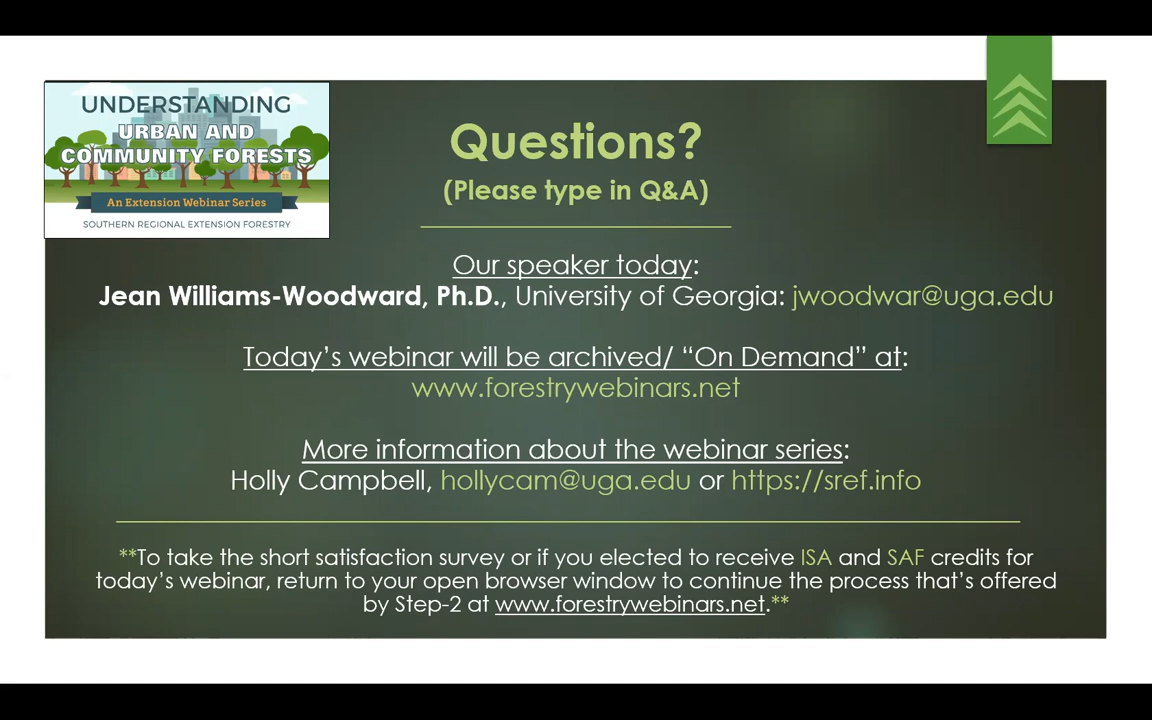 UNDERSTANDING
URBAN AND
COMMUNITY FORESTS
An Extension Webinar Series
SOUTHERN REGIONAL EXTENSION FORESTRY
Questions?
(Please type in Q&A)
Our speaker today:
Jean Williams-Woodward, Ph.D., University of Georgia: jwoodwar@uga.edu
Today’s webinar will be archived/ “On Demand” at:
www.forestrywebinars.net
More information about the webinar series:
Holly Campbell, hollycam@uga.edu or https://sref.info
**To take the short satisfaction survey or if you elected to receive ISA and SAF credits for
today’s webinar, return to your open browser window to continue the process that’s offered
by Step-2 at www.forestrywebinars.net.**